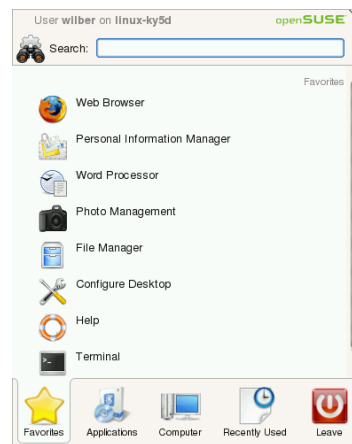 User wilber on linux-ky5d openSUSE
Search:
Favorites
Web Browser
Personal Information Manager
Word Processor
Photo Management
File Manager
Configure Desktop
Help
Terminal
Favorites Applications Computer Recently Used Leave